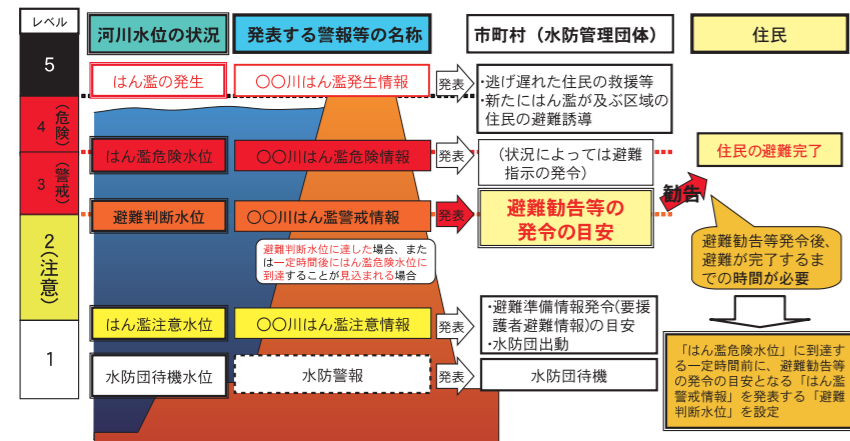 レベル
河川水位の状況
発表する警報等の名称
市町村（水防管理団体）
住民
5
はん濫の発生
〇〇川はん濫発生情報
発表
・逃げ遅れた住民の救援等
・新たにはん濫が及ぶ区域の
住民の避難誘導
4（危険）
はん濫危険水位
〇〇川はん濫危険情報
発表
（状況によっては避難
指示の発令）
住民の避難完了
3（警戒）
避難判断水位
〇〇川はん濫警戒情報
発表
避難勧告等の
発令の目安
勧告
避難判断水位に達した場合、また
は一定時間後にはん濫危険水位に
到達することが見込まれる場合
避難勧告等発令後、
避難が完了するま
での時間が必要
2（注意）
はん濫注意水位
〇〇川はん濫注意情報
発表
・避難準備情報発令(要援
護者避難情報)の目安
・水防団出動
1
水防団待機水位
水防警報
発表
水防団待機
「はん濫危険水位」に到達す
る一定時間前に、避難勧告等
の発令の目安となる「はん濫
警戒情報」を発表する「避難
判断水位」を設定